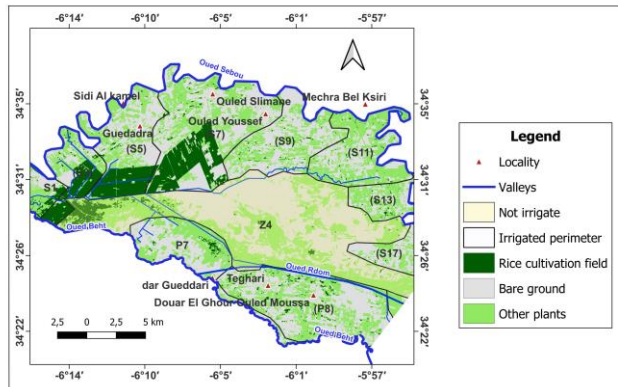 -6°14' -6°10' -6°5' -6°1' -5°57'
34°35' 34°35'
34°31' 34°31'
34°26' 34°26'
34°22' 34°22'
Oued Sebou
Sidi Al kamel
Ouled Slimane
Mechra Bel Ksiri
Ouled Youssef
Guedadra
(S5)
S7)
(S9)
(S11)
S1
(S13)
Z4
Oued Beht
P7
(S17)
Oued Rdom
dar Gueddari
Teghari
Douar El Ghour Ouled Moussa
(P8)
Oued Beht
2,5 0 2,5 5 km
-6°14' -6°10' -6°5' -6°1' -5°57'
Legend
Locality
Valleys
Not irrigate
Irrigated perimeter
Rice cultivation field
Bare ground
Other plants